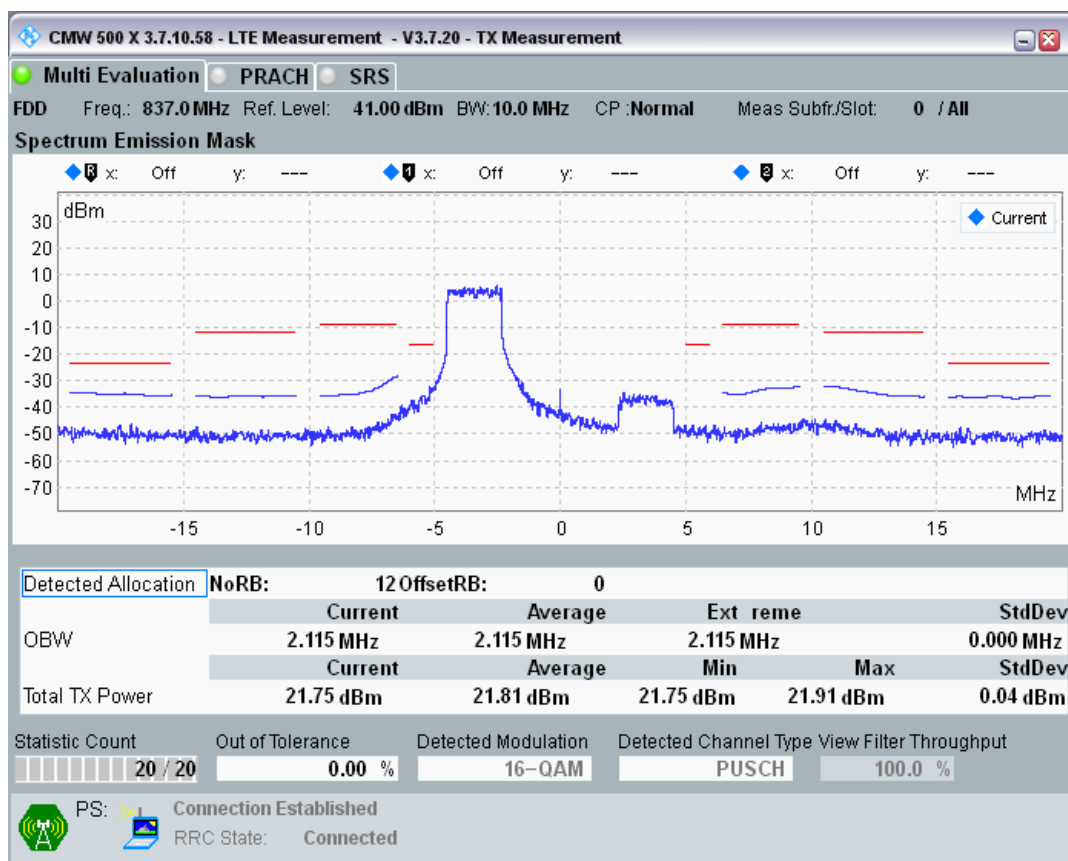 CMW 500 X 3.7.10.58 - LTE Measurement - V3.7.20 - TX Measurement
Multi Evaluation PRACH SRS
FDD Freq.: 837.0 MHz Ref. Level: 41.00 dBm BW: 10.0 MHz CP :Normal Meas Subfr./Slot: 0 / All
Spectrum Emission Mask
R x: Off y: --- 1 x: Off y: --- 2 x: Off y: ---
dBm
Current
30
20
10
0
-10
-20
-30
-40
-50
-60
-70
MHz
-15 -10 -5 0 5 10 15
Detected Allocation NoRB: 12 OffsetRB: 0
Current Average Ext reme StdDev
OBW 2.115 MHz 2.115 MHz 2.115 MHz 0.000 MHz
Current Average Min Max StdDev
Total TX Power 21.75 dBm 21.81 dBm 21.75 dBm 21.91 dBm 0.04 dBm
Statistic Count Out of Tolerance Detected Modulation Detected Channel Type View Filter Throughput
20 / 20 0.00 % 16-QAM PUSCH 100.0 %
PS: Connection Established
RRC State: Connected